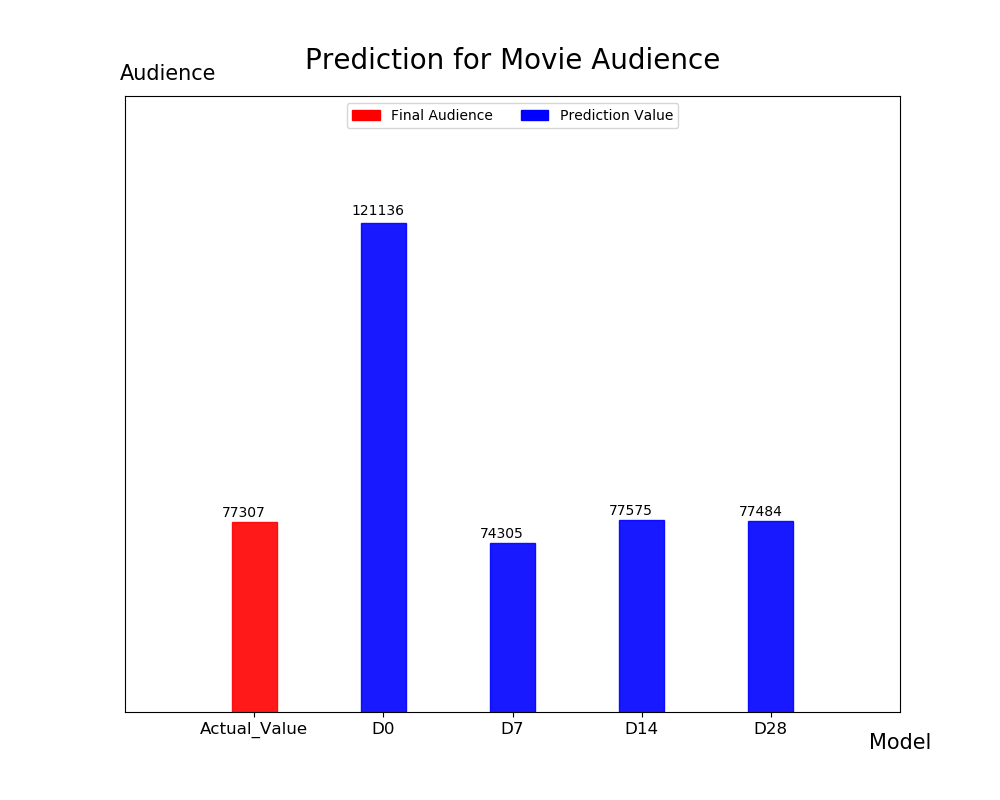 Prediction for Movie Audience
Audience
Final Audience
Prediction Value
121136
77307
74305
77575
77484
Actual_Value
D0
D7
D14
D28
Model